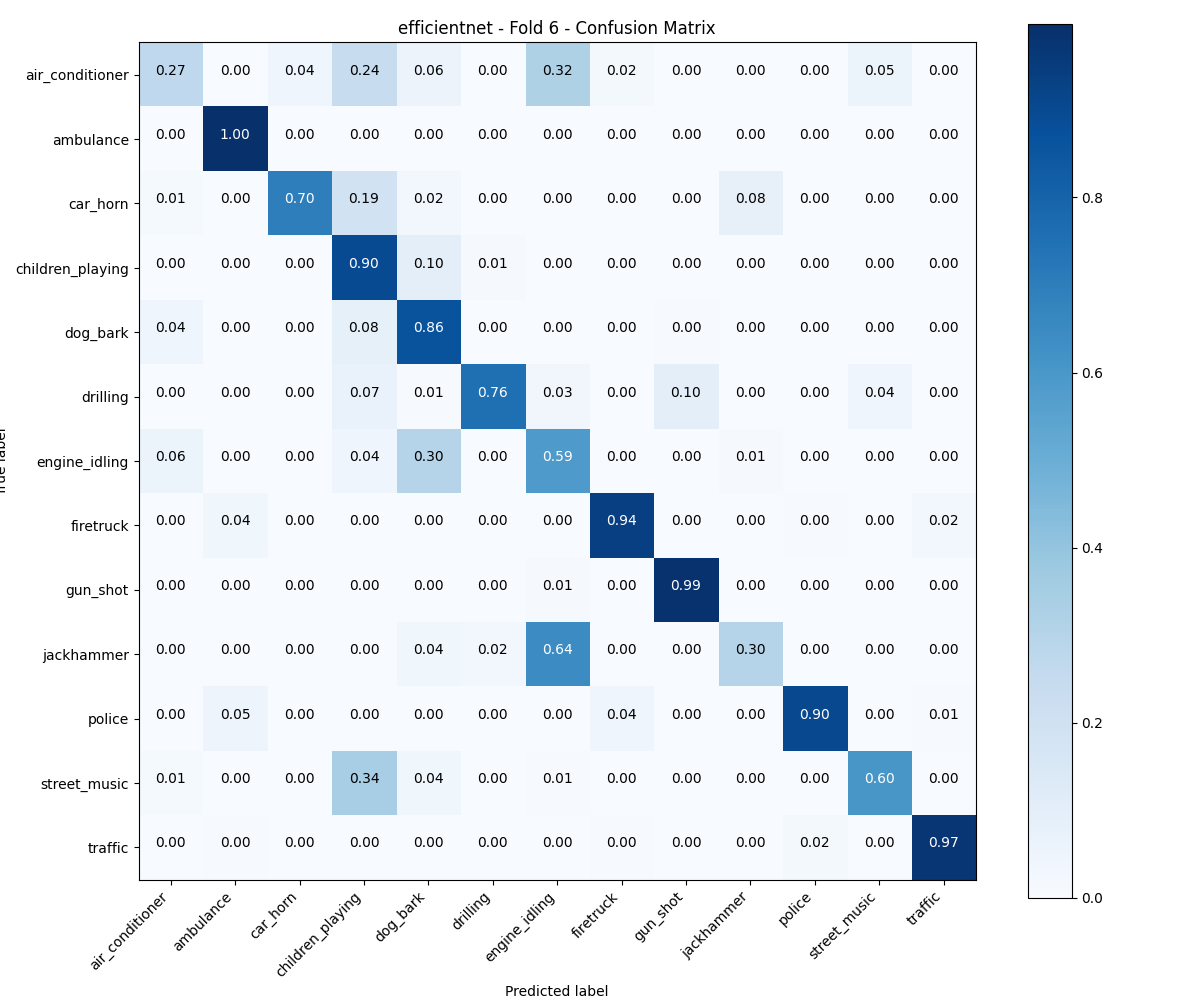 efficientnet - Fold 6 - Confusion Matrix
air_conditioner 0.27 0.00 0.04 0.24 0.06 0.00 0.32 0.02 0.00 0.00 0.00 0.05 0.00
ambulance 0.00 1.00 0.00 0.00 0.00 0.00 0.00 0.00 0.00 0.00 0.00 0.00 0.00
car_horn 0.01 0.00 0.70 0.19 0.02 0.00 0.00 0.00 0.00 0.08 0.00 0.00 0.00
0.8
children_playing 0.00 0.00 0.00 0.90 0.10 0.01 0.00 0.00 0.00 0.00 0.00 0.00 0.00
dog_bark 0.04 0.00 0.00 0.08 0.86 0.00 0.00 0.00 0.00 0.00 0.00 0.00 0.00
0.6
drilling 0.00 0.00 0.00 0.07 0.01 0.76 0.03 0.00 0.10 0.00 0.00 0.04 0.00
True label
engine_idling 0.06 0.00 0.00 0.04 0.30 0.00 0.59 0.00 0.00 0.01 0.00 0.00 0.00
firetruck 0.00 0.04 0.00 0.00 0.00 0.00 0.00 0.94 0.00 0.00 0.00 0.00 0.02
0.4
gun_shot 0.00 0.00 0.00 0.00 0.00 0.00 0.01 0.00 0.99 0.00 0.00 0.00 0.00
jackhammer 0.00 0.00 0.00 0.00 0.04 0.02 0.64 0.00 0.00 0.30 0.00 0.00 0.00
police 0.00 0.05 0.00 0.00 0.00 0.00 0.00 0.04 0.00 0.00 0.90 0.00 0.01
0.2
street_music 0.01 0.00 0.00 0.34 0.04 0.00 0.01 0.00 0.00 0.00 0.00 0.60 0.00
traffic 0.00 0.00 0.00 0.00 0.00 0.00 0.00 0.00 0.00 0.00 0.02 0.00 0.97
0.0
air_conditioner ambulance car_horn children_playing dog_bark drilling engine_idling firetruck gun_shot jackhammer police street_music traffic
Predicted label